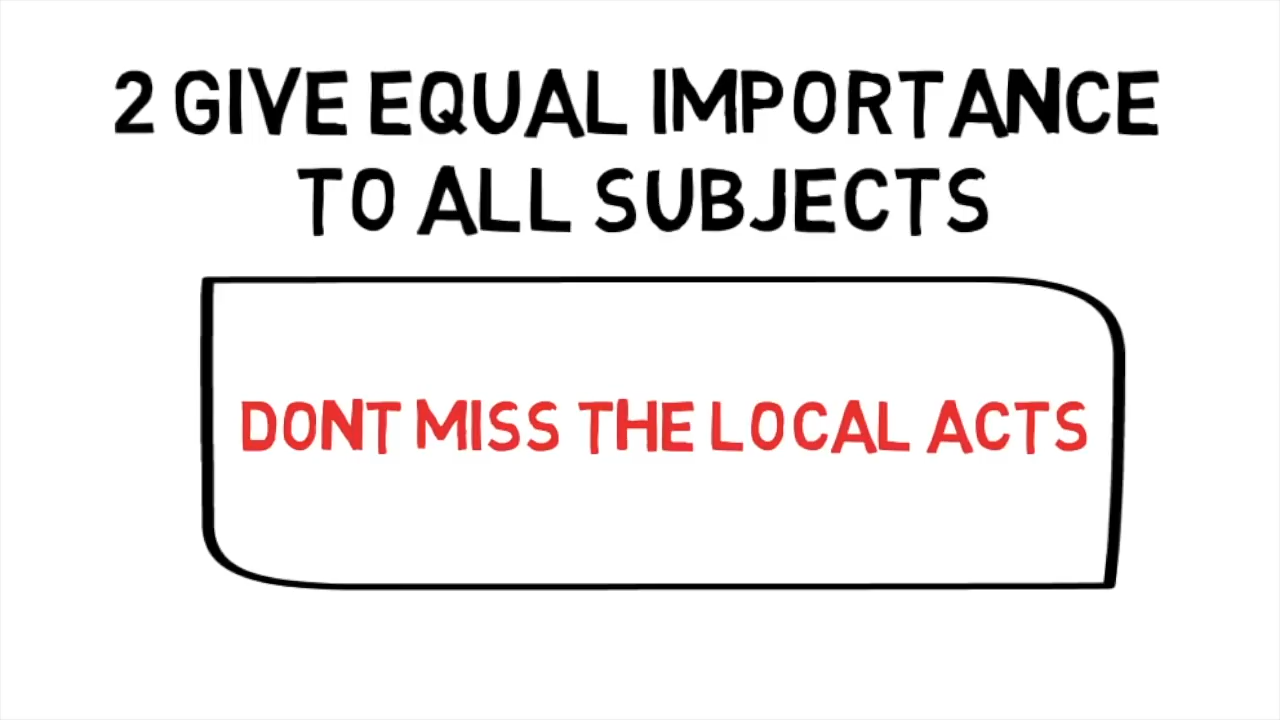 2 GIVE EQUAL IMPORTANCE
TO ALL SUBJECTS
DONT MISS THE LOCAL ACTS